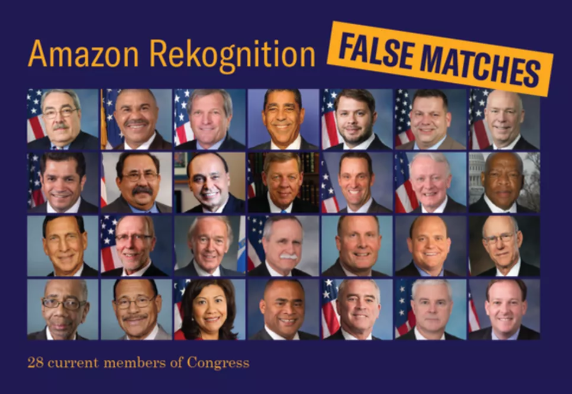 Amazon Rekognition
FALSE MATCHES
28 current members of Congress